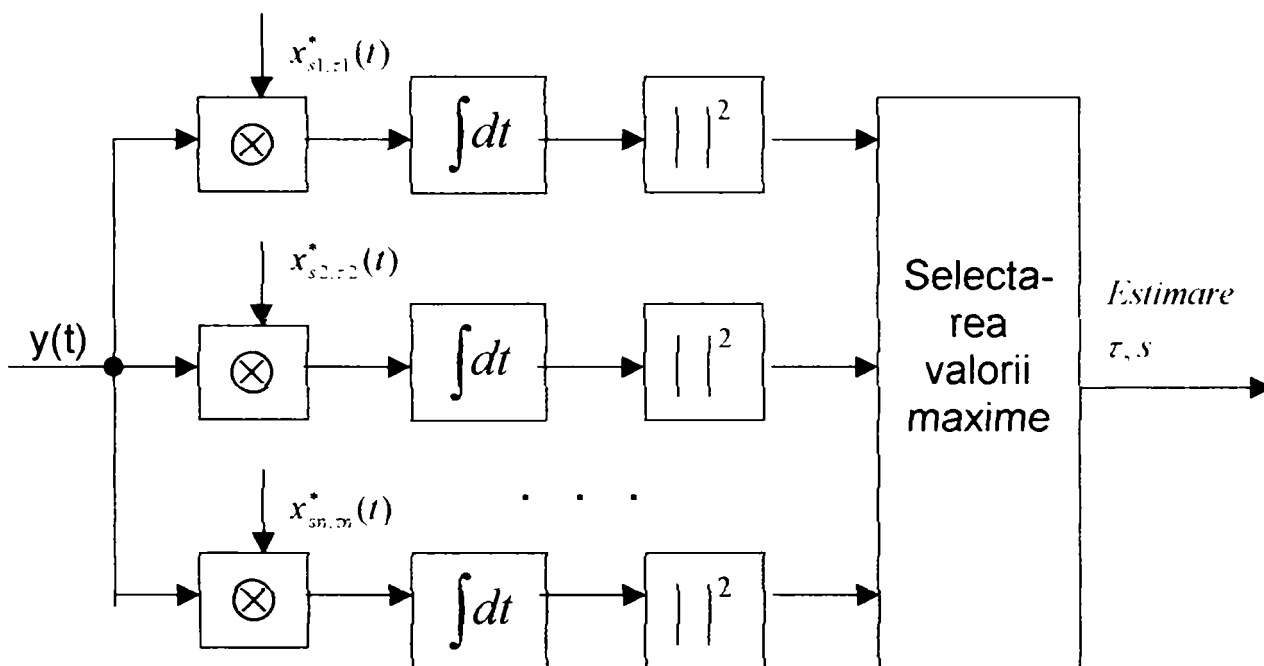 x*s1,τ1(t)
⊗
∫dt
| |²
x*s2,τ2(t)
y(t)
⊗
∫dt
| |²
Selecta-
rea
valorii
maxime
Estimare
τ, s
. . .
x*sn,τn(t)
⊗
∫dt
| |²